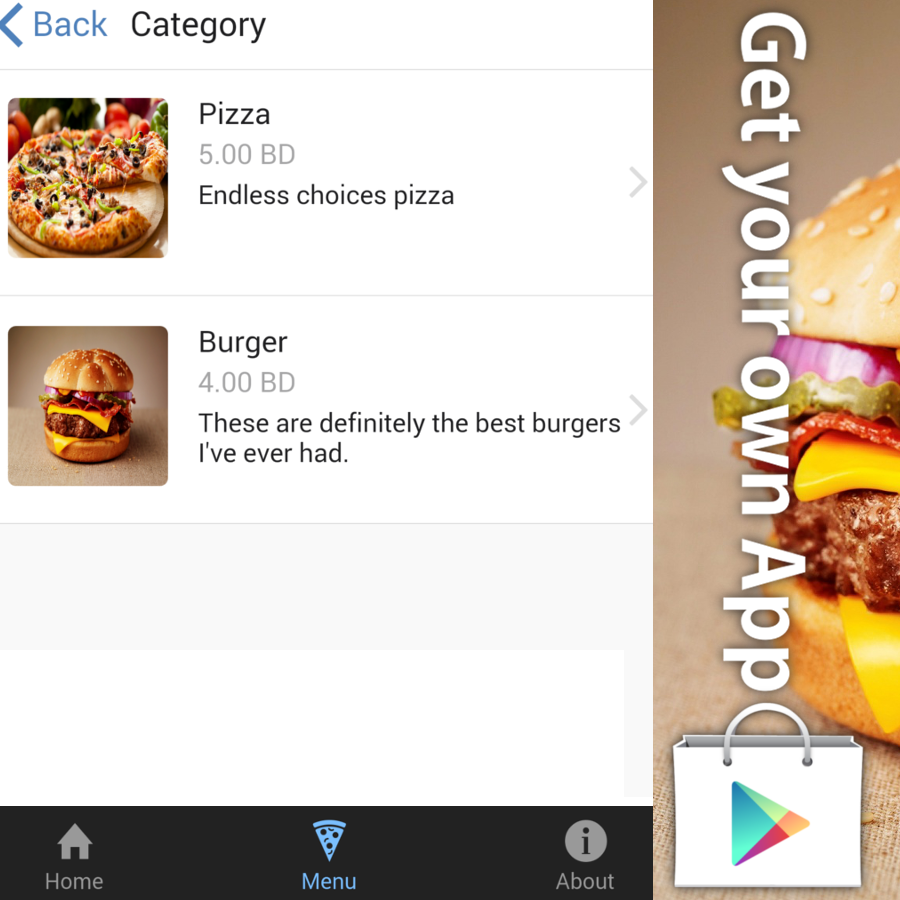 Back Category
Pizza
5.00 BD
Endless choices pizza
Burger
4.00 BD
These are definitely the best burgers
I've ever had.
Home Menu About
Get your own App